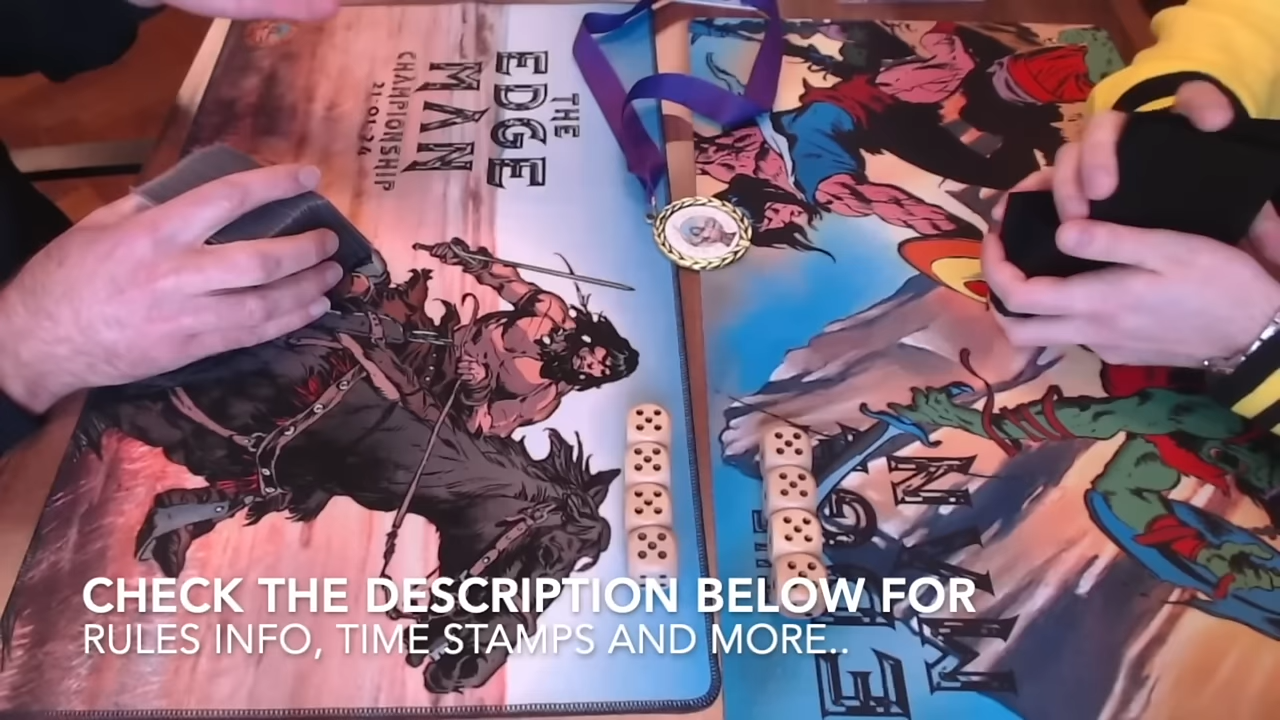 THE
EDGE
MAN
CHAMPIONSHIP
21·01·24
CHECK THE DESCRIPTION BELOW FOR
RULES INFO, TIME STAMPS AND MORE..